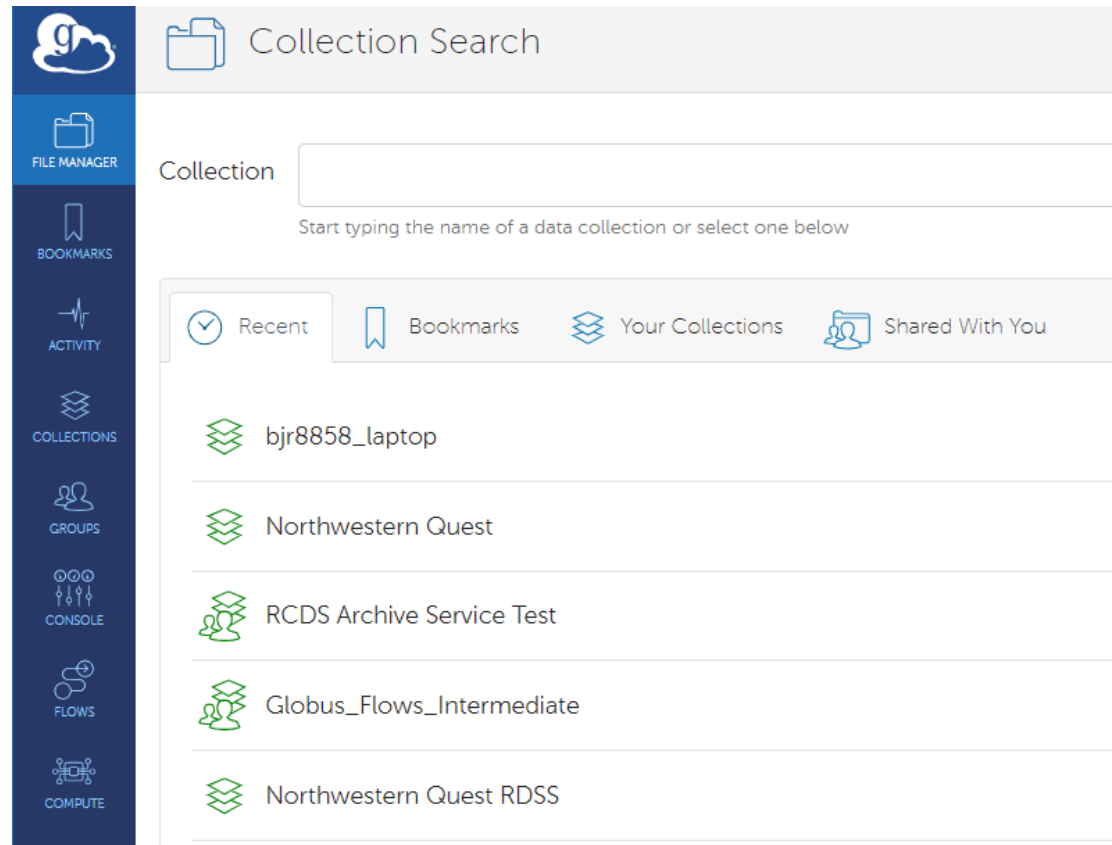 g
Collection Search
FILE MANAGER
BOOKMARKS
ACTIVITY
COLLECTIONS
GROUPS
CONSOLE
FLOWS
COMPUTE
Collection
Start typing the name of a data collection or select one below
Recent Bookmarks Your Collections Shared With You
bjr8858_laptop
Northwestern Quest
RCDS Archive Service Test
Globus_Flows_Intermediate
Northwestern Quest RDSS